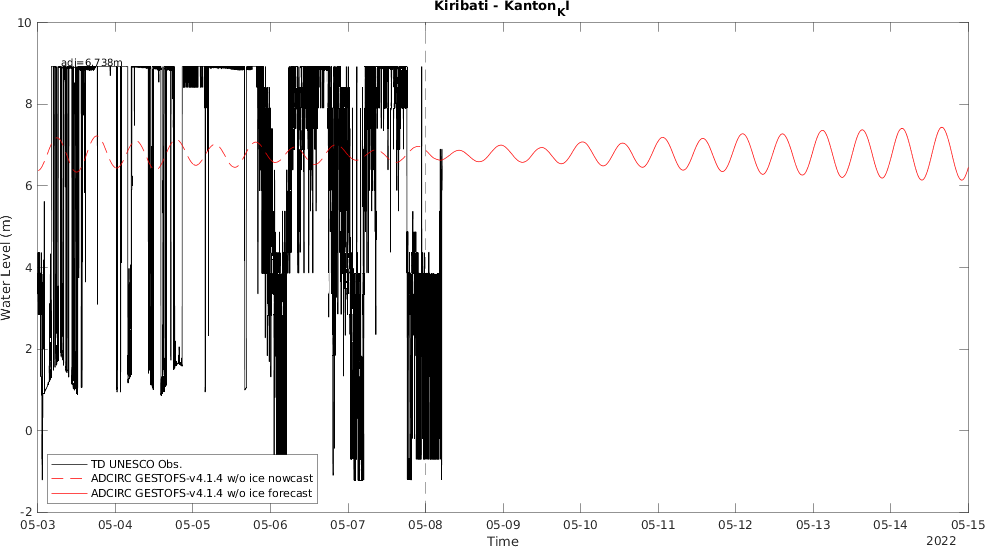 Kiribati - Kanton_KI
adj=6.738m
10
8
6
4
2
0
-2
Water Level (m)
TD UNESCO Obs.
ADCIRC GESTOFS-v4.1.4 w/o ice nowcast
ADCIRC GESTOFS-v4.1.4 w/o ice forecast
05-03 05-04 05-05 05-06 05-07 05-08 05-09 05-10 05-11 05-12 05-13 05-14 05-15
Time
2022